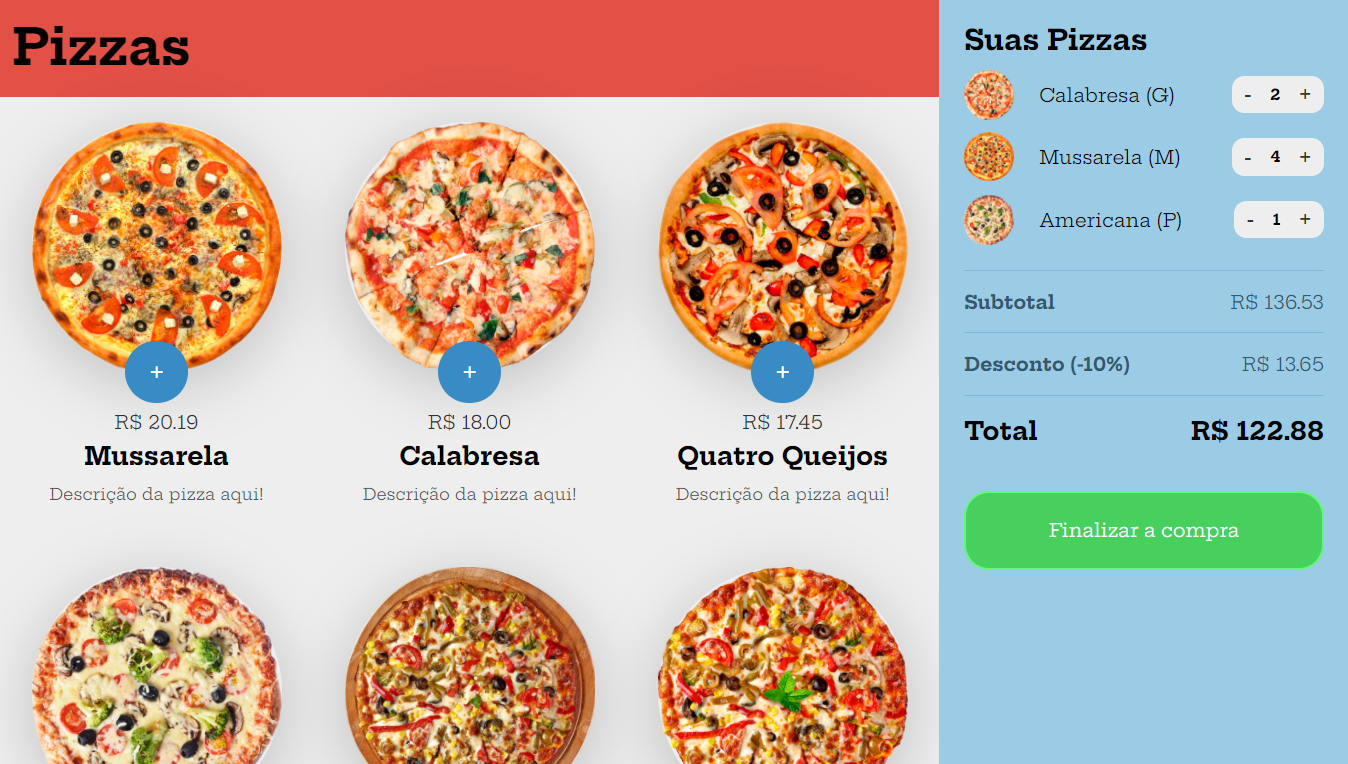 Pizzas
+
+
+
R$ 20.19
R$ 18.00
R$ 17.45
Mussarela
Calabresa
Quatro Queijos
Descrição da pizza aqui!
Descrição da pizza aqui!
Descrição da pizza aqui!
Suas Pizzas
Calabresa (G) - 2 +
Mussarela (M) - 4 +
Americana (P) - 1 +
Subtotal R$ 136.53
Desconto (-10%) R$ 13.65
Total R$ 122.88
Finalizar a compra